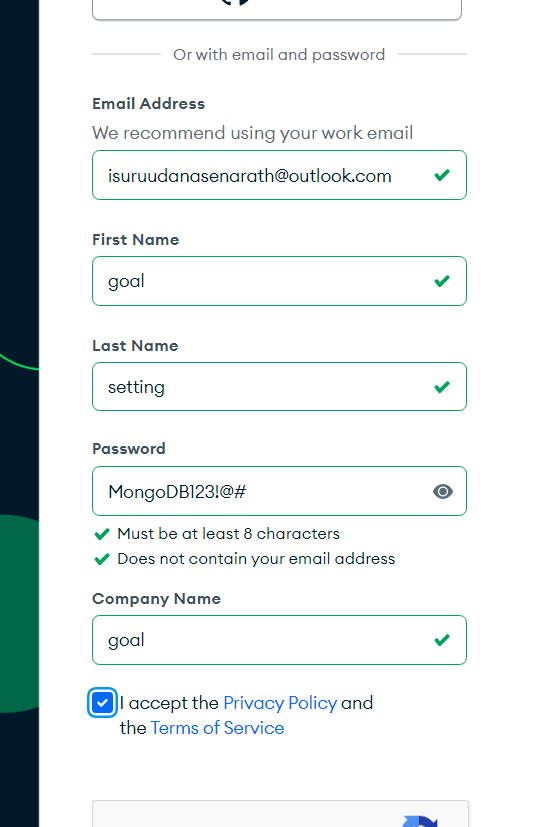 Or with email and password
Email Address
We recommend using your work email
isuruudanasenarath@outlook.com
First Name
goal
Last Name
setting
Password
MongoDB123!@#
Must be at least 8 characters
Does not contain your email address
Company Name
goal
I accept the Privacy Policy and
the Terms of Service